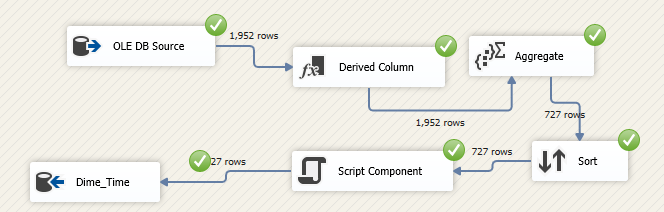 OLE DB Source
1,952 rows
Derived Column
1,952 rows
Aggregate
727 rows
Sort
727 rows
Script Component
27 rows
Dime_Time